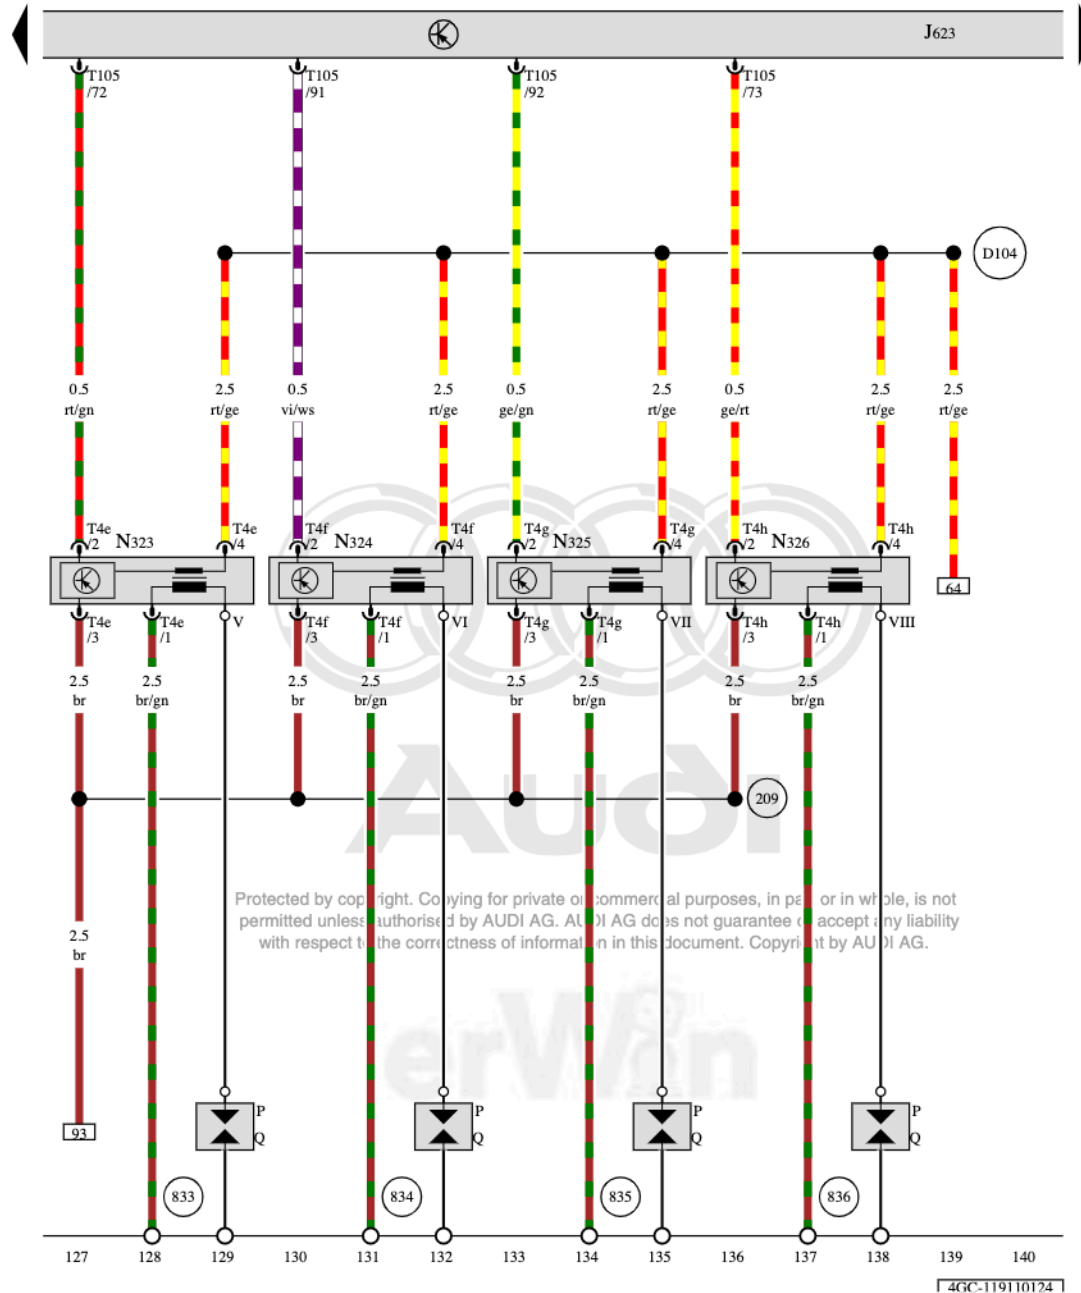 J623
T105 T105 T105 T105
/72 /91 /92 /73
D104
0.5 2.5 0.5 2.5 0.5 2.5 0.5 2.5 2.5
rt/gn rt/ge vi/ws rt/ge ge/gn rt/ge ge/rt rt/ge rt/ge
T4e N323 T4e T4f N324 T4f T4g N325 T4g T4h N326 T4h
/2 /4 /2 /4 /2 /4 /2 /4
64
T4e T4e V T4f T4f VI T4g T4g VII T4h T4h VIII
/3 /1 /3 /1 /3 /1 /3 /1
2.5 2.5 2.5 2.5 2.5 2.5 2.5 2.5
br br/gn br br/gn br br/gn br br/gn
209
Audi
Protected by copyright. Copying for private or commercial purposes, in part or in whole, is not
permitted unless authorised by AUDI AG. AUDI AG does not guarantee or accept any liability
with respect to the correctness of information in this document. Copyright by AUDI AG.
2.5
br
erWin
P P P P
93 Q Q Q Q
833 834 835 836
127 128 129 130 131 132 133 134 135 136 137 138 139 140
4GC-119110124